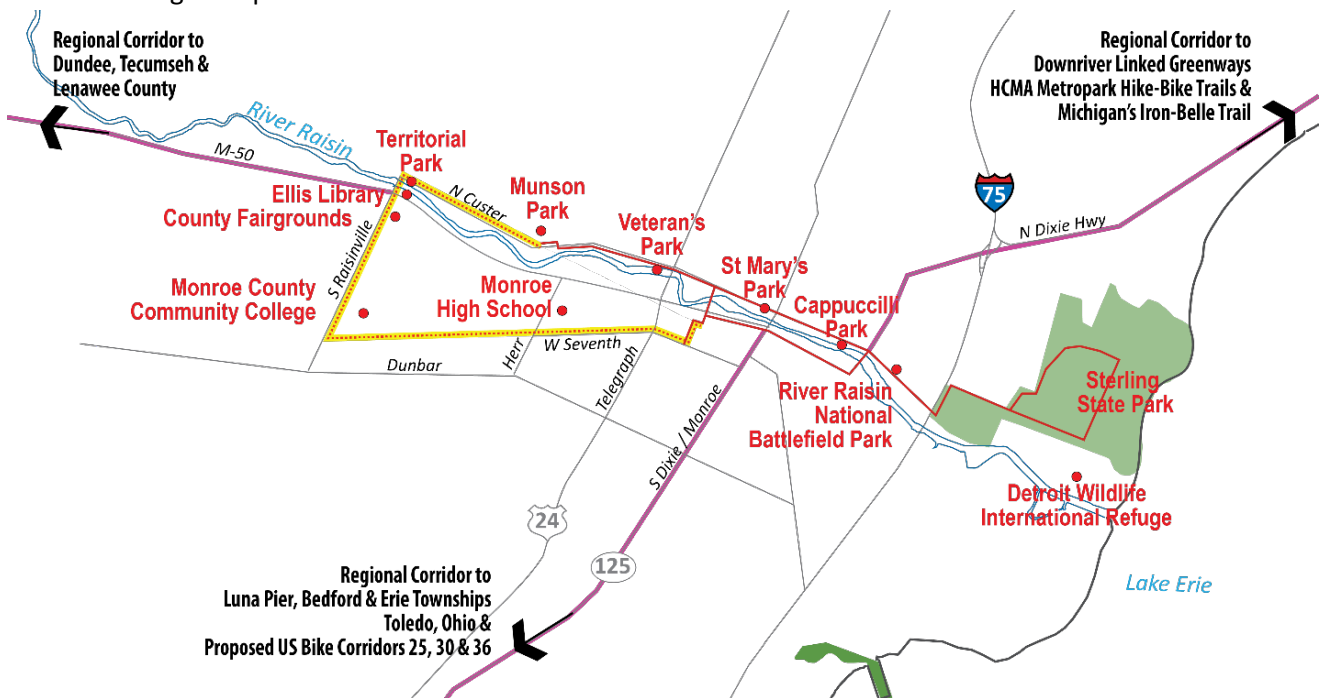 Regional Corridor to
Dundee, Tecumseh &
Lenawee County
Regional Corridor to
Downriver Linked Greenways
HCMA Metropark Hike-Bike Trails &
Michigan's Iron-Belle Trail
River Raisin
M-50
Territorial
Park
Ellis Library
County Fairgrounds
N Custer
Munson
Park
Veteran's
Park
75
N Dixie Hwy
St Mary's
Park
Cappuccilli
Park
S Raisinville
Monroe County
Community College
Monroe
High School
W Seventh
Herr
Dunbar
Telegraph
S Dixie / Monroe
River Raisin
National
Battlefield Park
Sterling
State Park
Detroit Wildlife
International Refuge
24
125
Lake Erie
Regional Corridor to
Luna Pier, Bedford & Erie Townships
Toledo, Ohio &
Proposed US Bike Corridors 25, 30 & 36